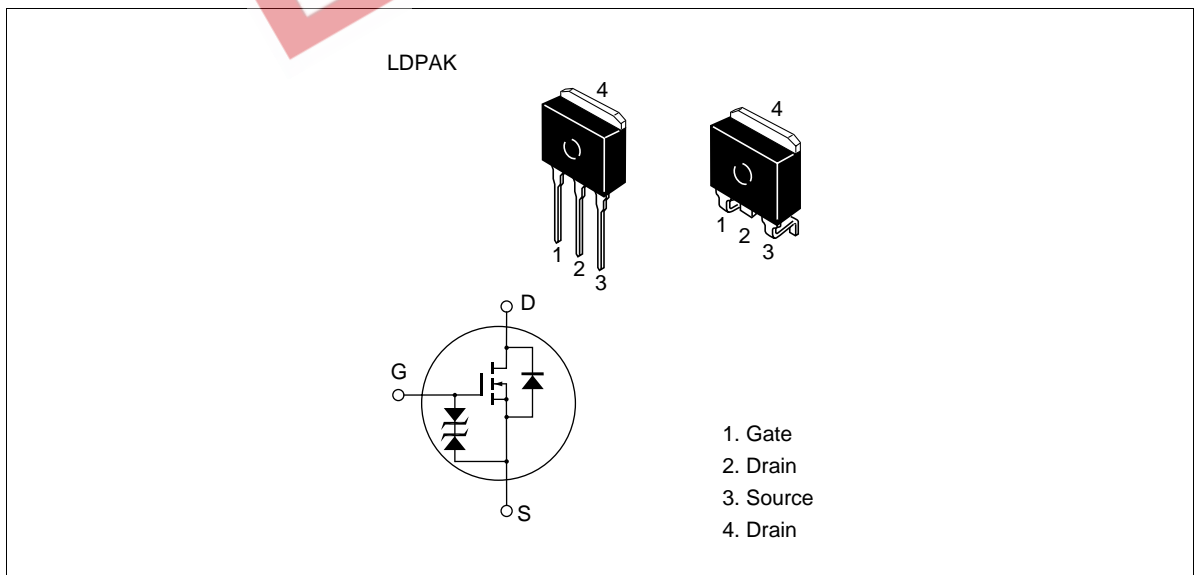 LDPAK
4
4
1
2
3
1
2
3
D
G
S
1. Gate
2. Drain
3. Source
4. Drain